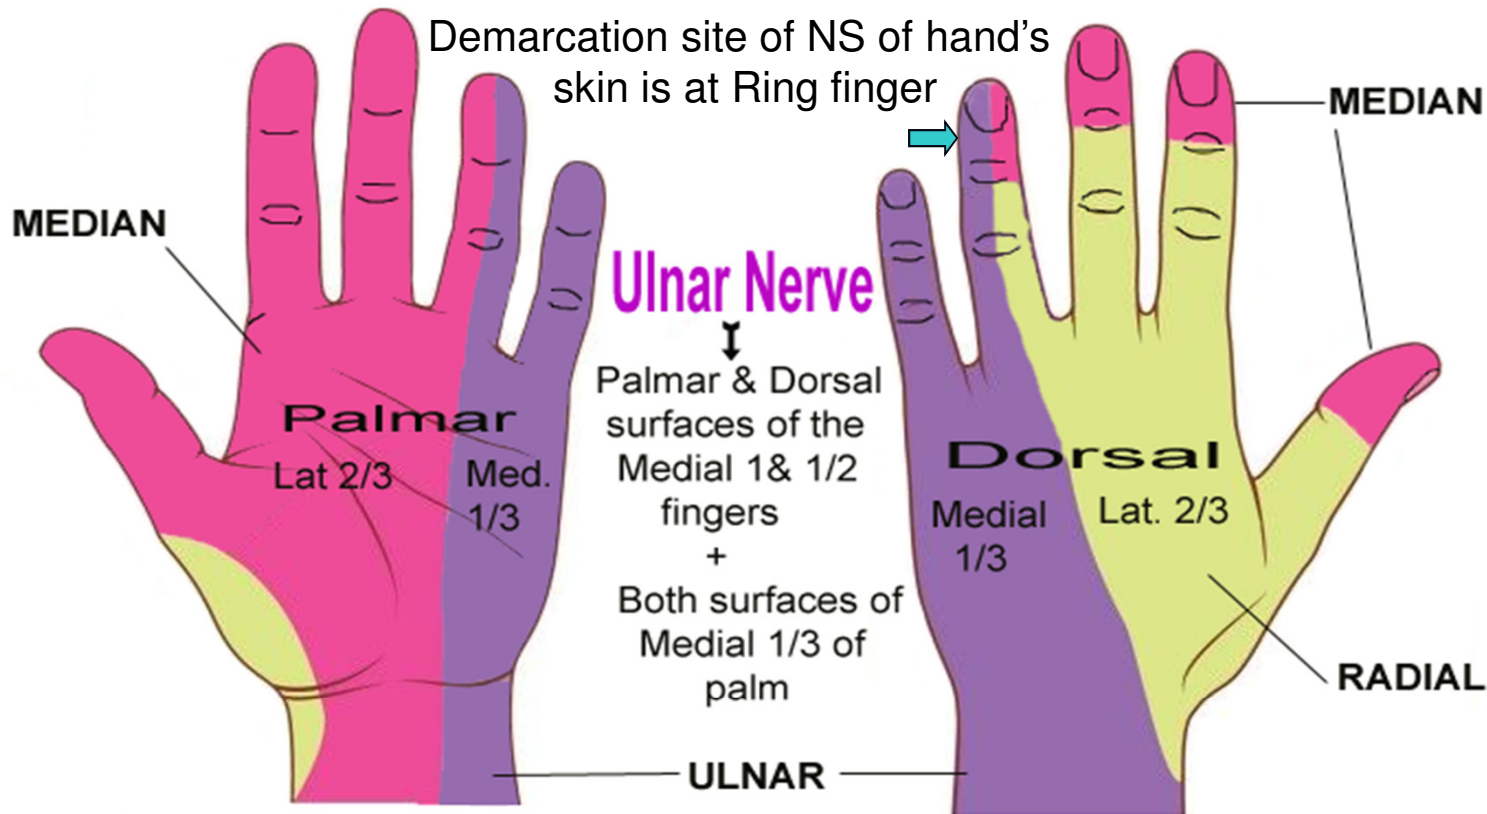 Demarcation site of NS of hand's
skin is at Ring finger
MEDIAN
MEDIAN
Ulnar Nerve
Palmar & Dorsal
surfaces of the
Medial 1& 1/2
fingers
+
Both surfaces of
Medial 1/3 of
palm
Palmar
Lat 2/3
Med.
1/3
Dorsal
Medial
1/3
Lat. 2/3
RADIAL
ULNAR